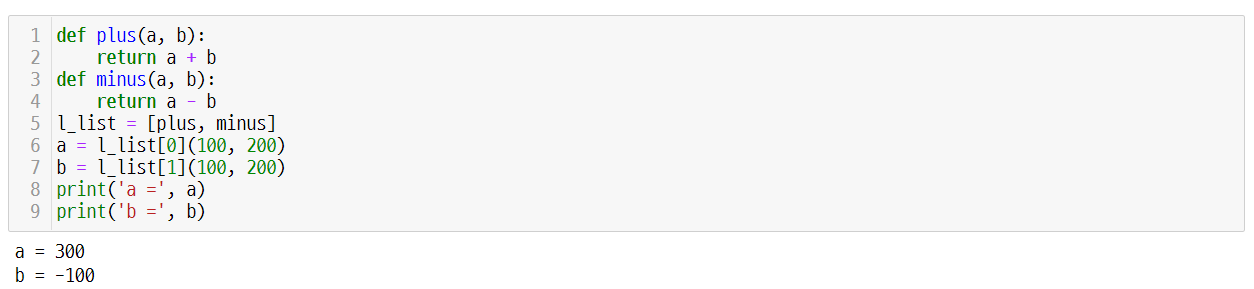 1 def plus(a, b):
2     return a + b
3 def minus(a, b):
4     return a - b
5 l_list = [plus, minus]
6 a = l_list[0](100, 200)
7 b = l_list[1](100, 200)
8 print('a =', a)
9 print('b =', b)
a = 300
b = -100